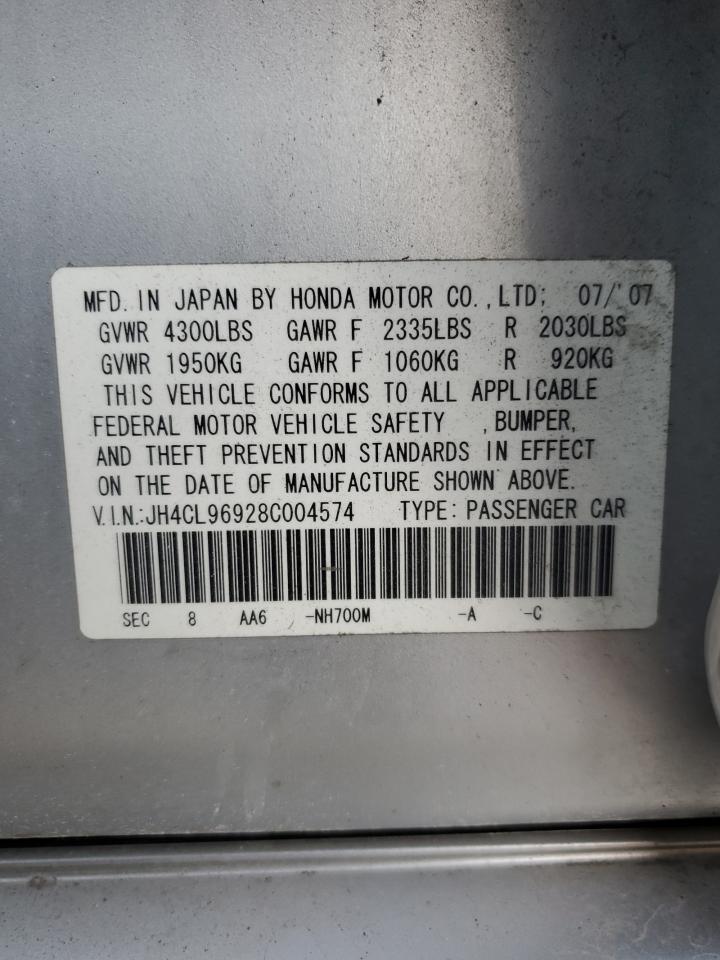 MFD. IN JAPAN BY HONDA MOTOR CO., LTD; 07/'07
GVWR 4300LBS GAWR F 2335LBS R 2030LBS
GVWR 1950KG GAWR F 1060KG R 920KG
THIS VEHICLE CONFORMS TO ALL APPLICABLE
FEDERAL MOTOR VEHICLE SAFETY , BUMPER,
AND THEFT PREVENTION STANDARDS IN EFFECT
ON THE DATE OF MANUFACTURE SHOWN ABOVE.
V.I.N.:JH4CL96928C004574 TYPE: PASSENGER CAR
SEC 8 AA6 -NH700M -A -C